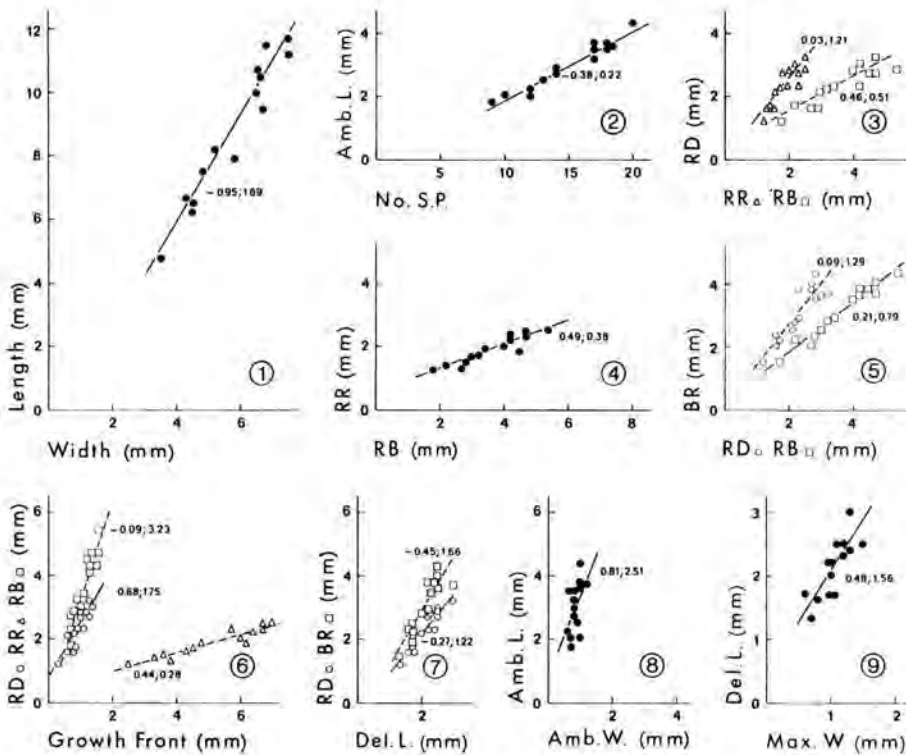 12
10
8
6
4
2
0
Length (mm)
-0.95;1.69
1
0 2 4 6
Width (mm)
4
2
0
Amb.L. (mm)
-0.38;0.22
2
5 10 15 20
No. S.P.
4
2
0
RD (mm)
0.03,1.21
0.46,0.51
3
0 2 4
RR△ RB□ (mm)
4
2
0
RR (mm)
0.49;0.38
4
2 4 6 8
RB (mm)
4
2
0
BR (mm)
0.09;1.29
0.21,0.79
5
0 2 4
RD○ RB□ (mm)
6
4
2
0
RD○ RR△ RB□ (mm)
-0.09;3.23
0.68;1.75
0.44;0.28
6
2 4 6
Growth Front (mm)
6
4
2
0
RD○ BR□ (mm)
-0.45;1.66
-0.27;1.22
7
2
Del.L. (mm)
6
4
2
0
Amb.L. (mm)
0.81;2.51
8
0 2 4
Amb.W. (mm)
3
2
1
0
Del.L. (mm)
0.48,1.56
9
0 1 2
Max. W (mm)